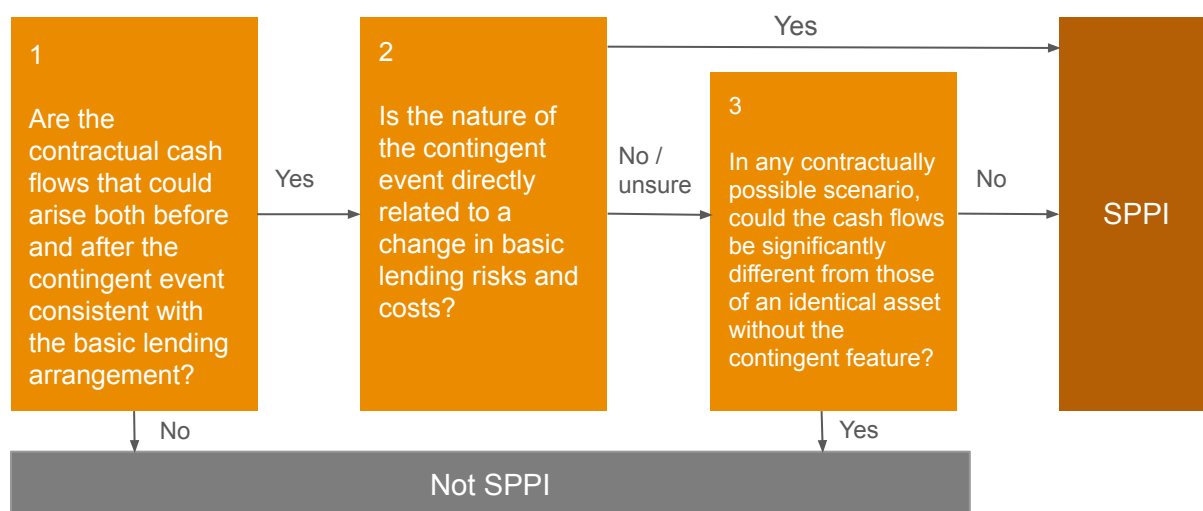 1
Are the
contractual cash
flows that could
arise both before
and after the
contingent event
consistent with
the basic lending
arrangement?
Yes
No
2
Is the nature of
the contingent
event directly
related to a
change in basic
lending risks and
costs?
Yes
No /
unsure
3
In any contractually
possible scenario,
could the cash flows
be significantly
different from those
of an identical asset
without the
contingent feature?
No
Yes
SPPI
Not SPPI